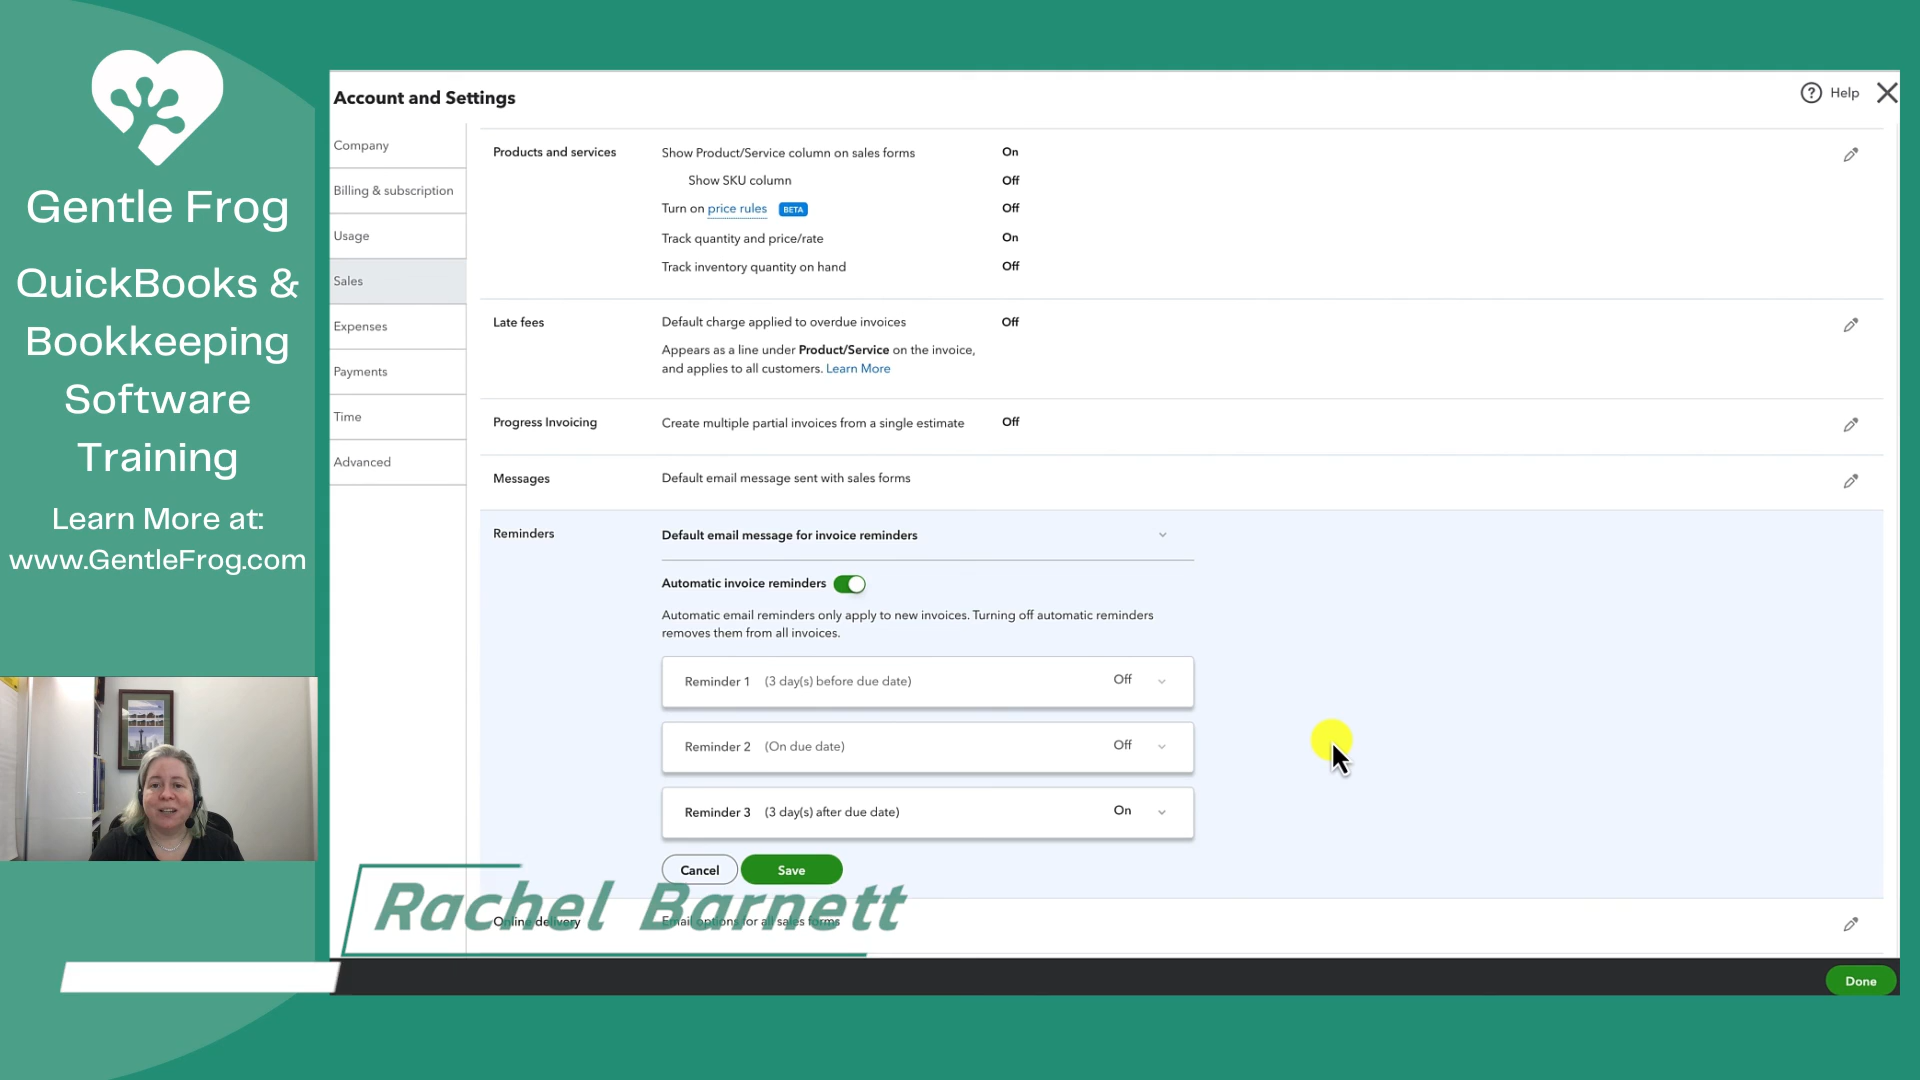 Gentle Frog
QuickBooks &
Bookkeeping
Software
Training
Learn More at:
www.GentleFrog.com
Account and Settings
Help
Company
Billing & subscription
Usage
Sales
Expenses
Payments
Time
Advanced
Products and services
Show Product/Service column on sales forms On
Show SKU column Off
Turn on price rules BETA Off
Track quantity and price/rate On
Track inventory quantity on hand Off
Late fees
Default charge applied to overdue invoices Off
Appears as a line under Product/Service on the invoice,
and applies to all customers. Learn More
Progress Invoicing
Create multiple partial invoices from a single estimate Off
Messages
Default email message sent with sales forms
Reminders
Default email message for invoice reminders
Automatic invoice reminders
Automatic email reminders only apply to new invoices. Turning off automatic reminders
removes them from all invoices.
Reminder 1 (3 day(s) before due date) Off
Reminder 2 (On due date) Off
Reminder 3 (3 day(s) after due date) On
Cancel Save
Rachel Barnett
Online delivery
Email options for all sales forms
Done